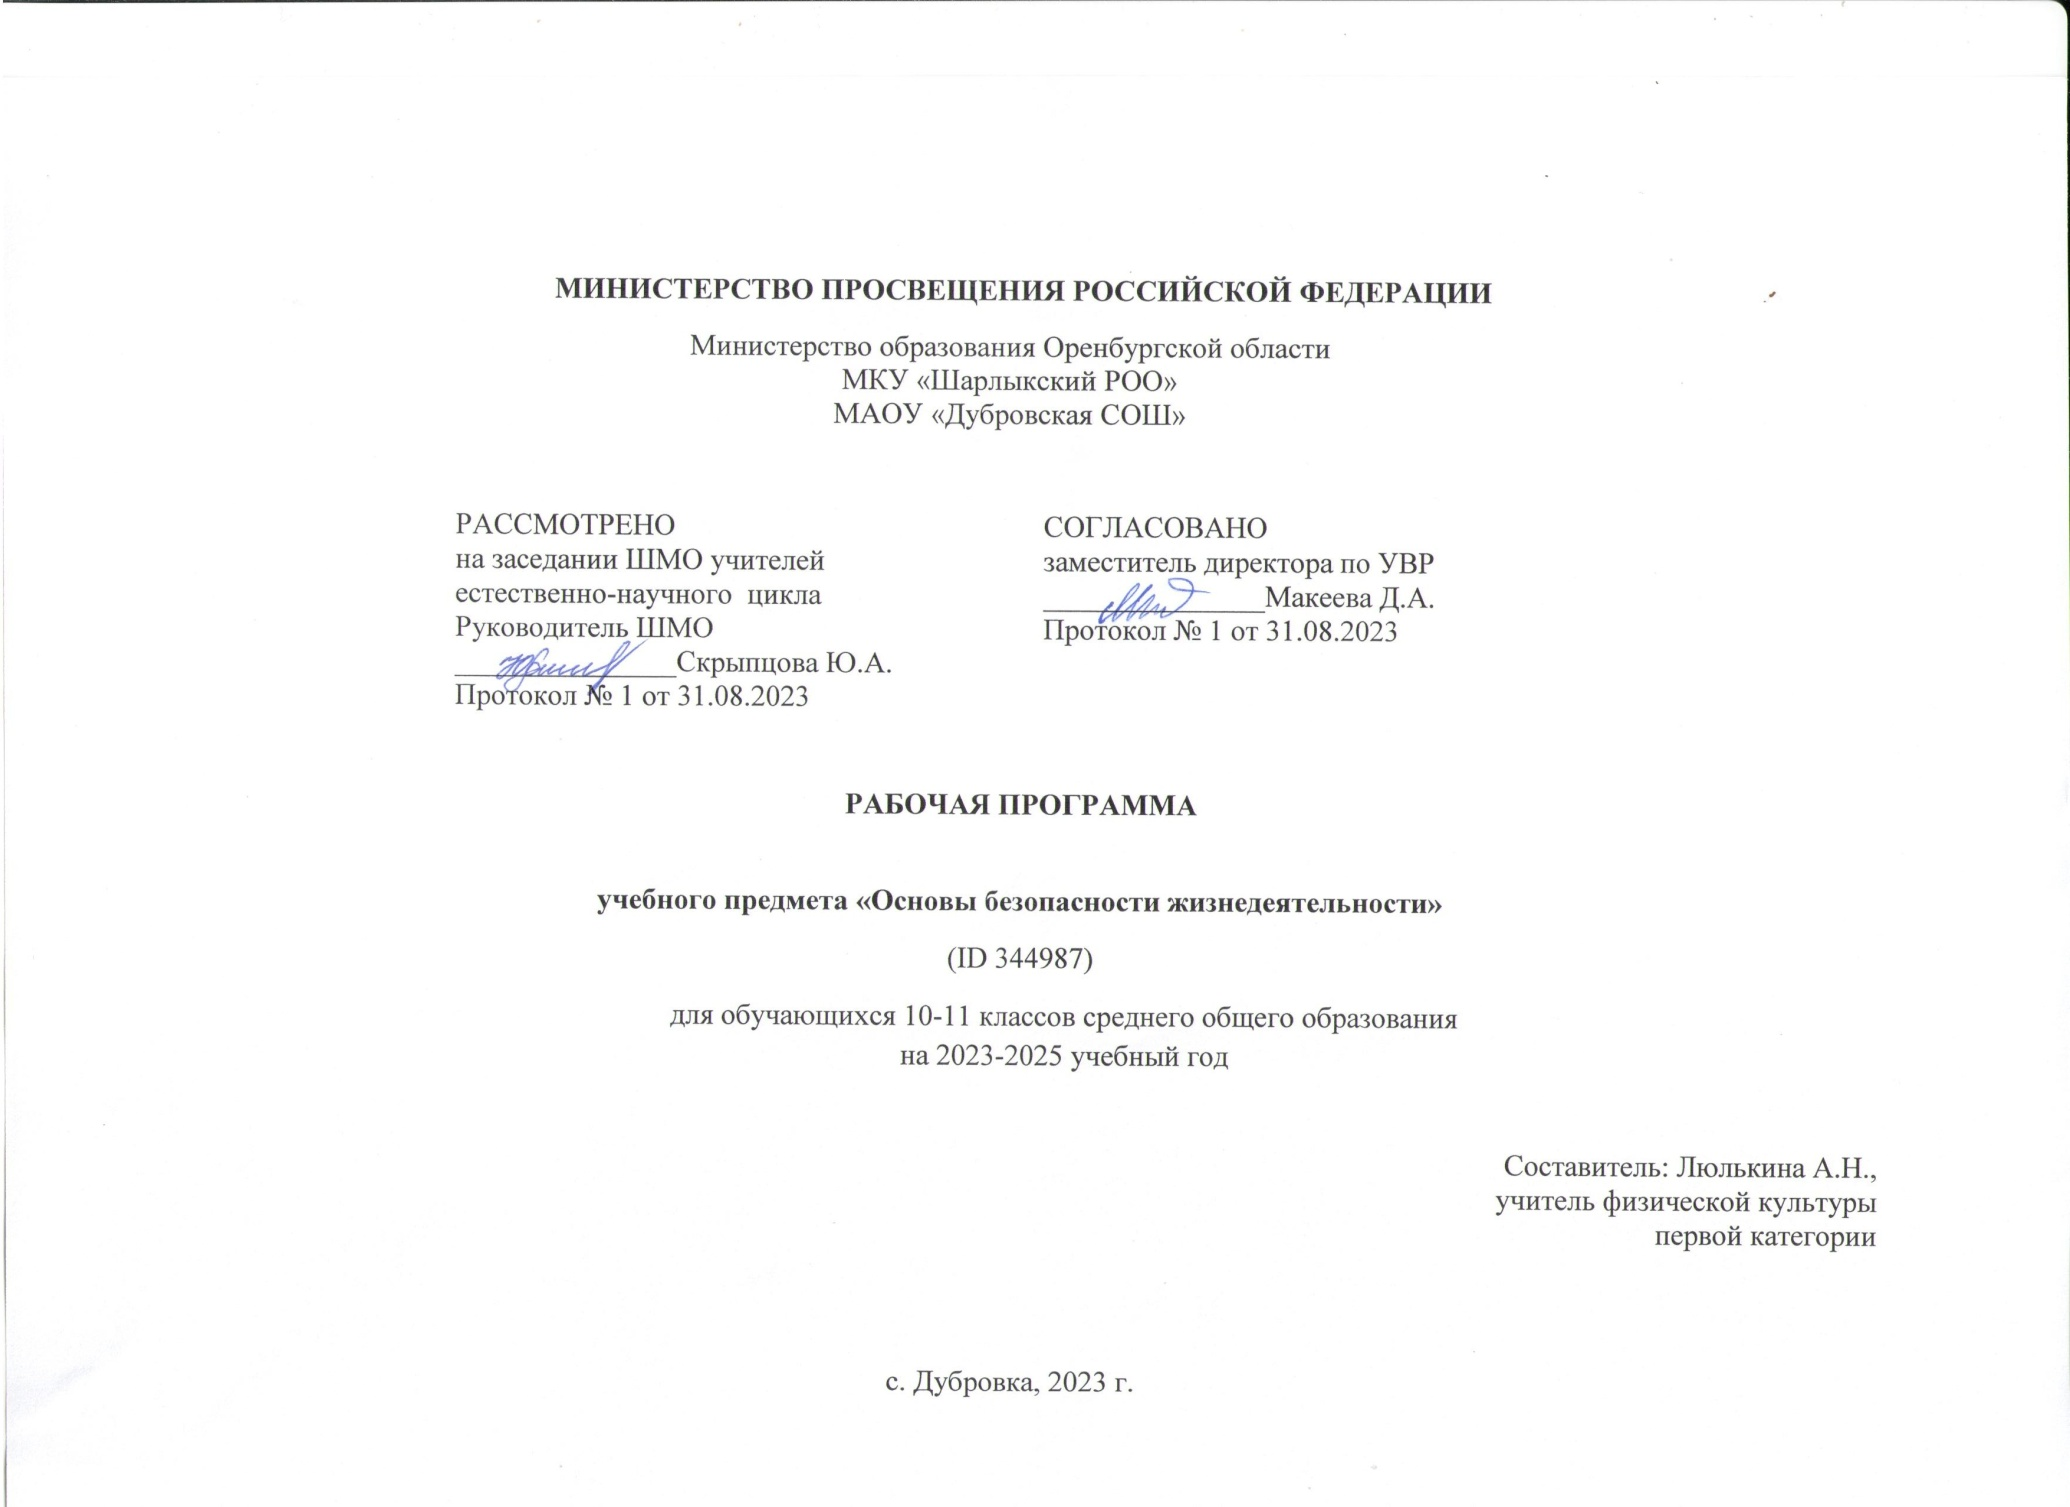 МИНИСТЕРСТВО ПРОСВЕЩЕНИЯ РОССИЙСКОЙ ФЕДЕРАЦИИ
Министерство образования Оренбургской области
МКУ «Шарлыкский РОО»
МАОУ «Дубровская СОШ»
РАССМОТРЕНО
на заседании ШМО учителей
естественно-научного цикла
Руководитель ШМО
________________Скрыпцова Ю.А.
Протокол № 1 от 31.08.2023
СОГЛАСОВАНО
заместитель директора по УВР
________________Макеева Д.А.
Протокол № 1 от 31.08.2023
РАБОЧАЯ ПРОГРАММА
учебного предмета «Основы безопасности жизнедеятельности»
(ID 344987)
для обучающихся 10-11 классов среднего общего образования
на 2023-2025 учебный год
Составитель: Люлькина А.Н.,
учитель физической культуры
первой категории
с. Дубровка, 2023 г.